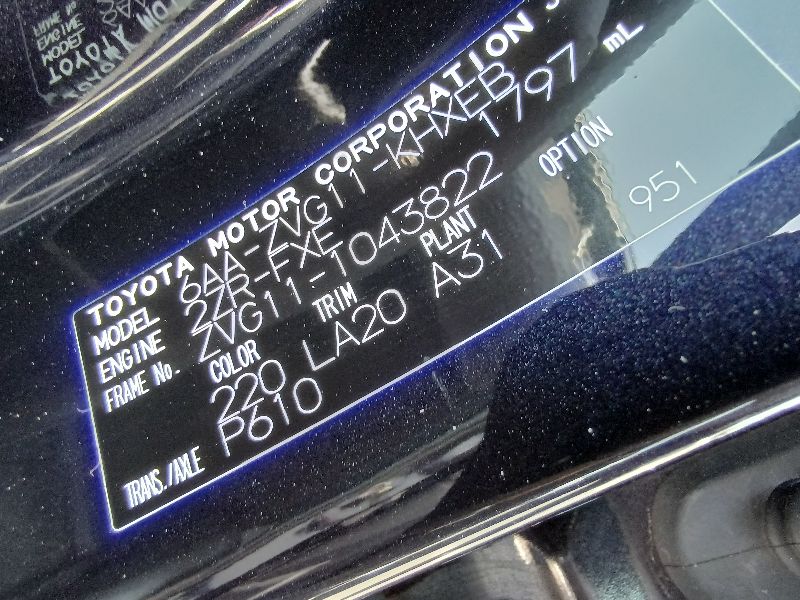 TOYOTA MOTOR CORPORATION J
MODEL 6AA-ZVG11-KHXEB
ENGINE 2ZR-FXE 1797 mL
FRAME No. ZVG11-1043822
COLOR TRIM PLANT OPTION
220 LA20 A31 951
TRANS./AXLE P610